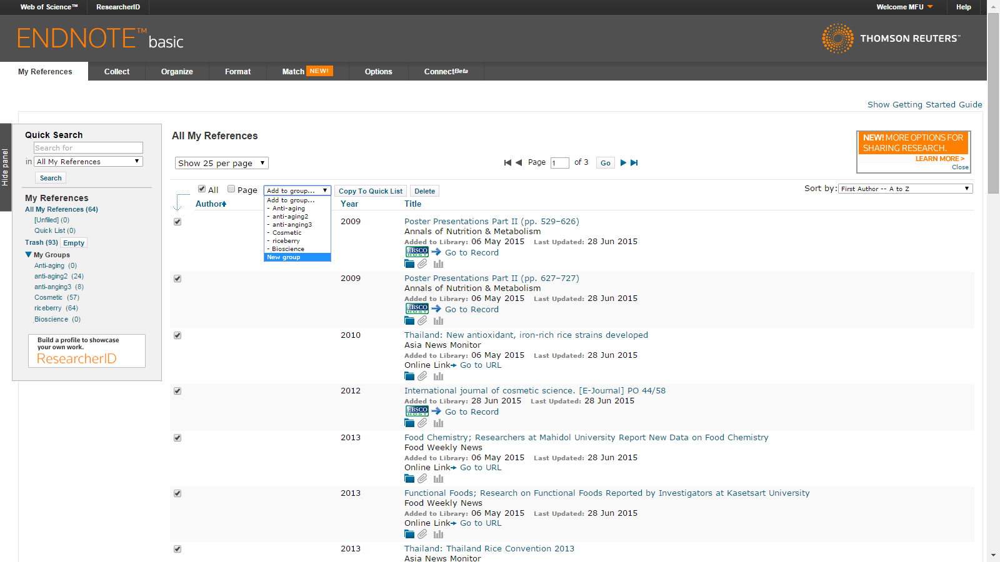 Web of Science™ ResearcherID Welcome MFU Help
ENDNOTE™ basic
THOMSON REUTERS™
My References Collect Organize Format Match NEW! Options Connect Beta
Show Getting Started Guide
Hide panel
Quick Search
Search for
in All My References
Search
My References
All My References (64)
[Unfiled] (0)
Quick List (0)
Trash (93) Empty
My Groups
Anti-aging (0)
anti-aging2 (24)
anti-anging3 (8)
Cosmetic (57)
riceberry (64)
Bioscience (0)
Build a profile to showcase
your own work.
ResearcherID
All My References
NEW! MORE OPTIONS FOR
SHARING RESEARCH.
LEARN MORE >
Close
Show 25 per page
Page 1 of 3 Go
All Page Add to group... Copy To Quick List Delete
Sort by: First Author -- A to Z
Add to group...
- Anti-aging
- anti-aging2
- anti-anging3
- Cosmetic
- riceberry
- Bioscience
New group
Author Year Title
2009 Poster Presentations Part II (pp. 529–626)
Annals of Nutrition & Metabolism
Added to Library: 06 May 2015 Last Updated: 28 Jun 2015
EBSCO HOST Go to Record
2009 Poster Presentations Part II (pp. 627–727)
Annals of Nutrition & Metabolism
Added to Library: 06 May 2015 Last Updated: 28 Jun 2015
EBSCO HOST Go to Record
2010 Thailand: New antioxidant, iron-rich rice strains developed
Asia News Monitor
Added to Library: 06 May 2015 Last Updated: 28 Jun 2015
Online Link Go to URL
2012 International journal of cosmetic science. [E-Journal] PO 44/58
Added to Library: 28 Jun 2015 Last Updated: 28 Jun 2015
EBSCO HOST Go to Record
2013 Food Chemistry; Researchers at Mahidol University Report New Data on Food Chemistry
Food Weekly News
Added to Library: 06 May 2015 Last Updated: 28 Jun 2015
Online Link Go to URL
2013 Functional Foods; Research on Functional Foods Reported by Investigators at Kasetsart University
Food Weekly News
Added to Library: 06 May 2015 Last Updated: 28 Jun 2015
Online Link Go to URL
2013 Thailand: Thailand Rice Convention 2013
Asia News Monitor